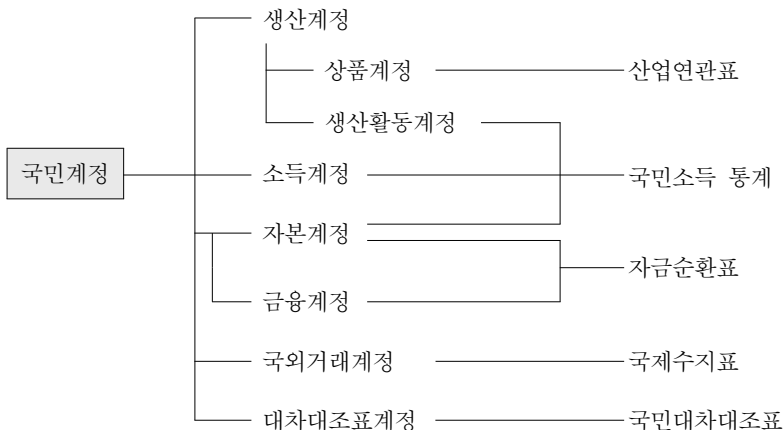 생산계정
상품계정 산업연관표
생산활동계정
국민계정 소득계정 국민소득 통계
자본계정
자금순환표
금융계정
국외거래계정 국제수지표
대차대조표계정 국민대차대조표